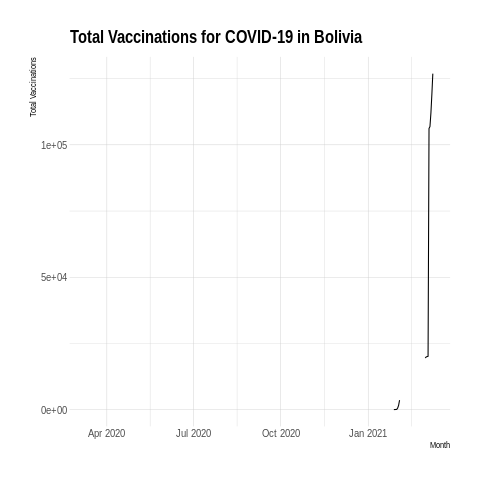 Total Vaccinations for COVID-19 in Bolivia
Total Vaccinations
1e+05
5e+04
0e+00
Apr 2020
Jul 2020
Oct 2020
Jan 2021
Month